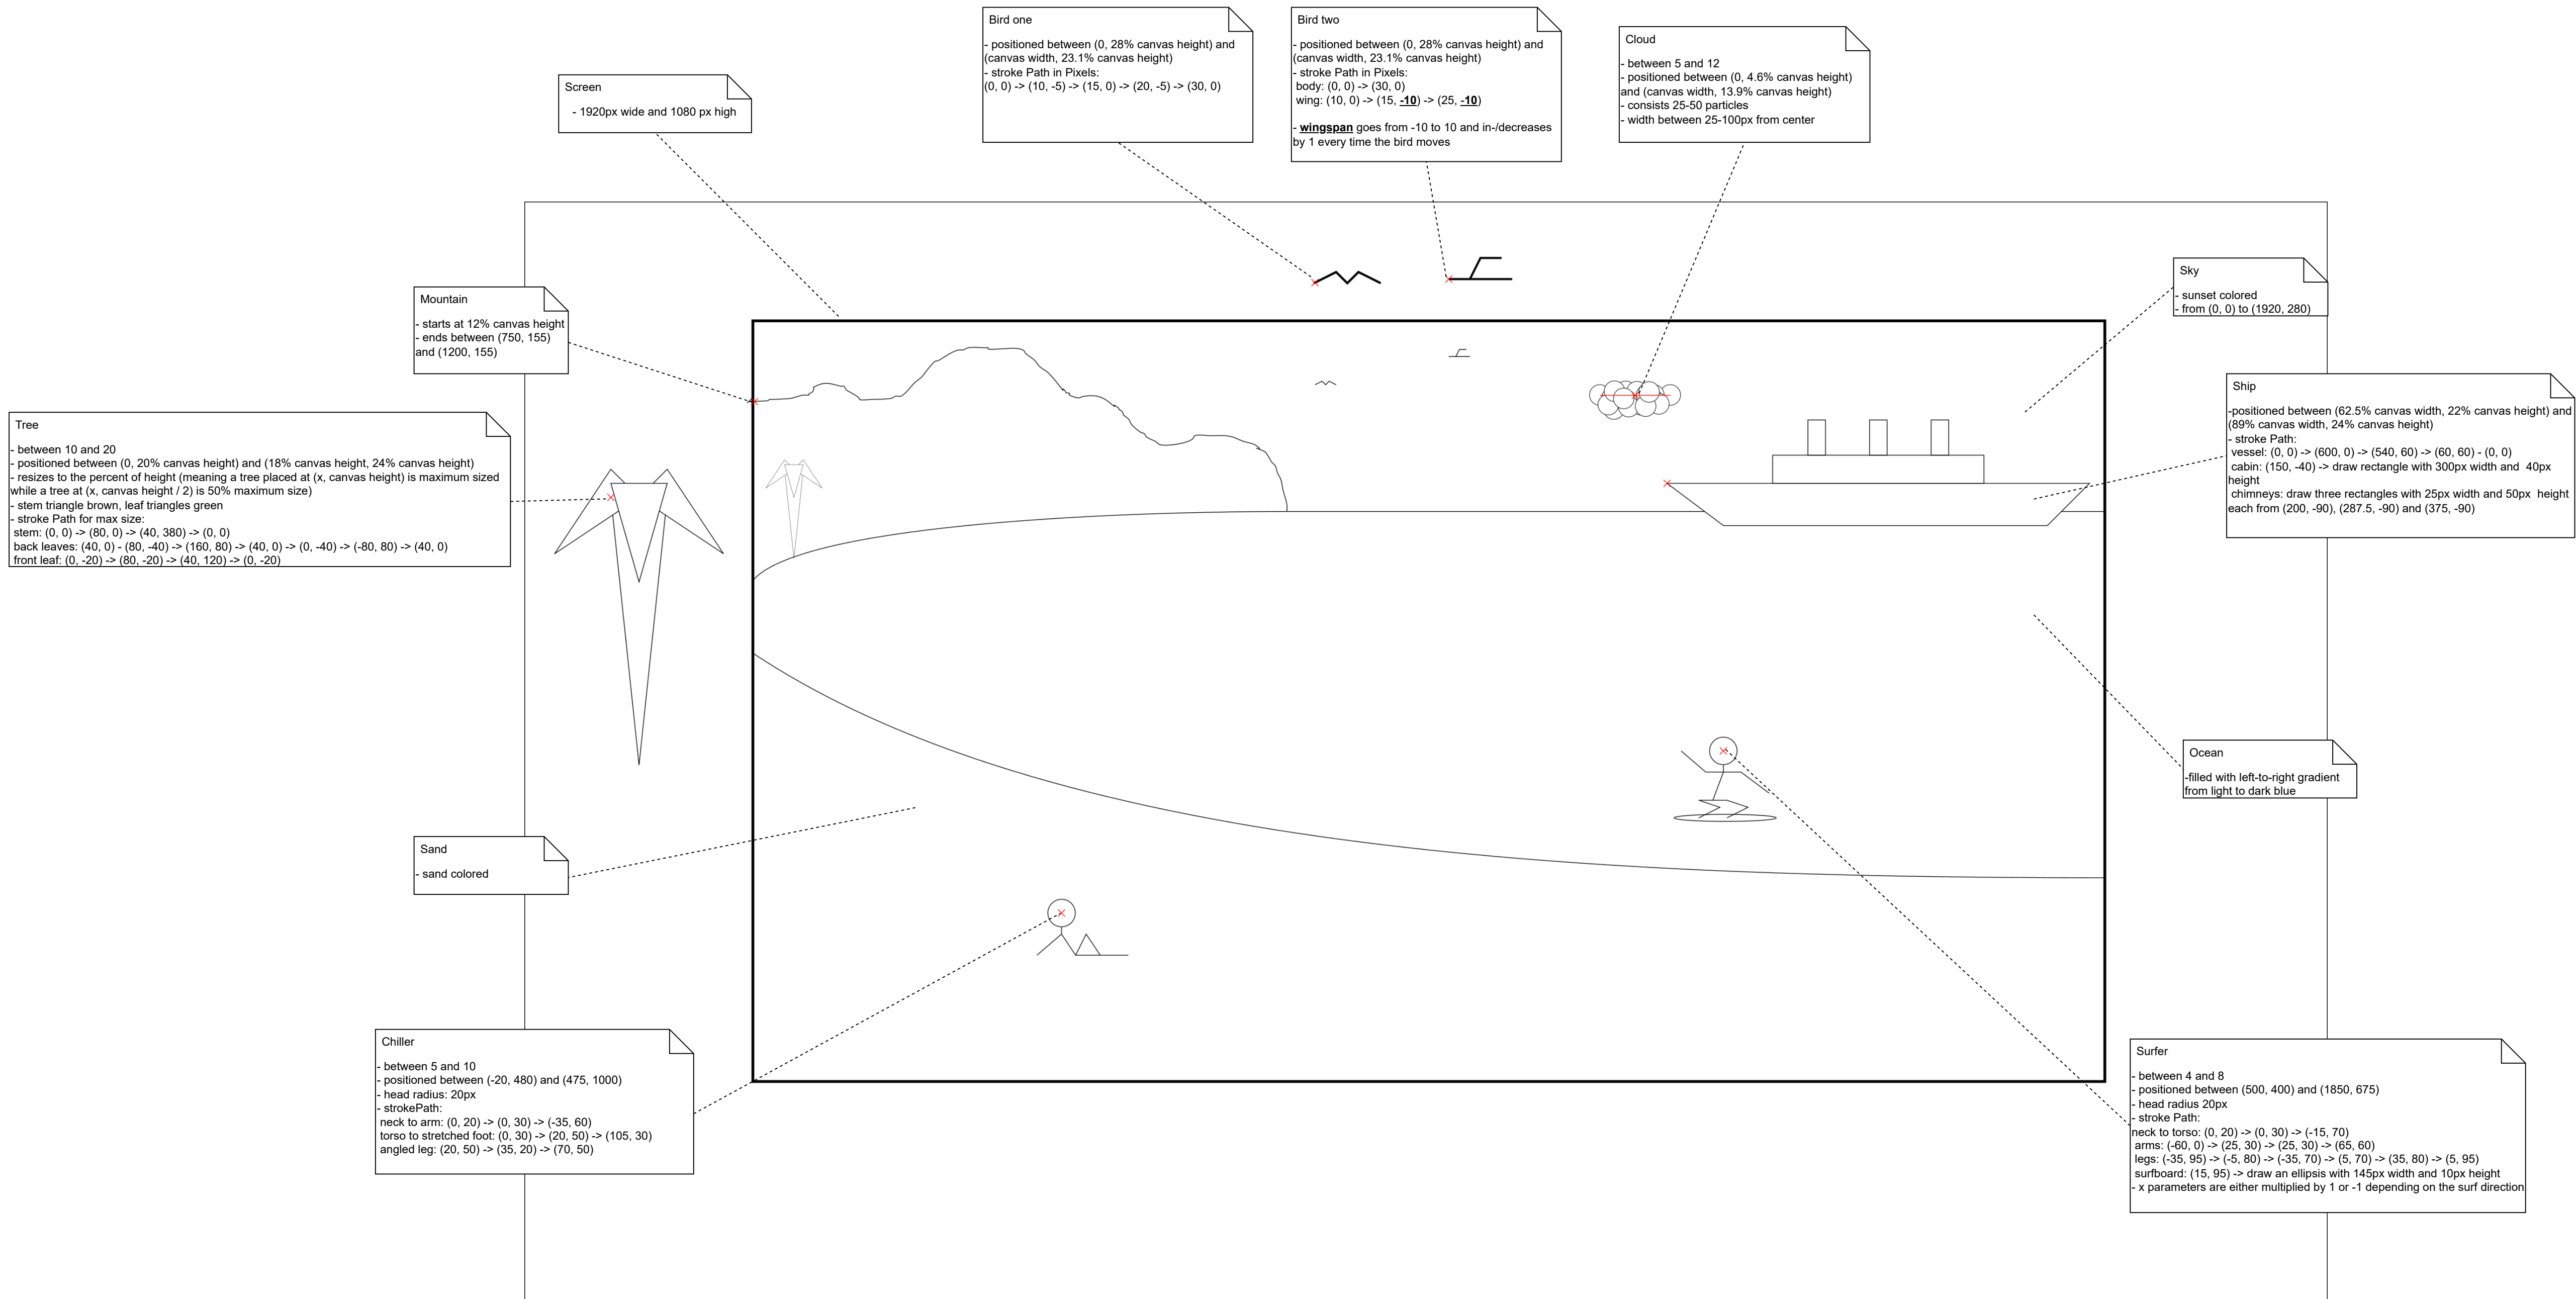 Bird one
- positioned between (0, 28% canvas height) and
(canvas width, 23.1% canvas height)
- stroke Path in Pixels:
(0, 0) -> (10, -5) -> (15, 0) -> (20, -5) -> (30, 0)
Bird two
- positioned between (0, 28% canvas height) and
(canvas width, 23.1% canvas height)
- stroke Path in Pixels:
body: (0, 0) -> (30, 0)
wing: (10, 0) -> (15, -10) -> (25, -10)
- wingspan goes from -10 to 10 and in-/decreases
by 1 every time the bird moves
Cloud
- between 5 and 12
- positioned between (0, 4.6% canvas height)
and (canvas width, 13.9% canvas height)
- consists 25-50 particles
- width between 25-100px from center
Screen
- 1920px wide and 1080 px high
Sky
- sunset colored
- from (0, 0) to (1920, 280)
Mountain
- starts at 12% canvas height
- ends between (750, 155)
and (1200, 155)
Ship
-positioned between (62.5% canvas width, 22% canvas height) and
(89% canvas width, 24% canvas height)
- stroke Path:
vessel: (0, 0) -> (600, 0) -> (540, 60) -> (60, 60) - (0, 0)
cabin: (150, -40) -> draw rectangle with 300px width and 40px
height
chimneys: draw three rectangles with 25px width and 50px height
each from (200, -90), (287.5, -90) and (375, -90)
Tree
- between 10 and 20
- positioned between (0, 20% canvas height) and (18% canvas height, 24% canvas height)
- resizes to the percent of height (meaning a tree placed at (x, canvas height) is maximum sized
while a tree at (x, canvas height / 2) is 50% maximum size)
- stem triangle brown, leaf triangles green
- stroke Path for max size:
stem: (0, 0) -> (80, 0) -> (40, 380) -> (0, 0)
back leaves: (40, 0) - (80, -40) -> (160, 80) -> (40, 0) -> (0, -40) -> (-80, 80) -> (40, 0)
front leaf: (0, -20) -> (80, -20) -> (40, 120) -> (0, -20)
Ocean
-filled with left-to-right gradient
from light to dark blue
Sand
- sand colored
Chiller
- between 5 and 10
- positioned between (-20, 480) and (475, 1000)
- head radius: 20px
- strokePath:
neck to arm: (0, 20) -> (0, 30) -> (-35, 60)
torso to stretched foot: (0, 30) -> (20, 50) -> (105, 30)
angled leg: (20, 50) -> (35, 20) -> (70, 50)
Surfer
- between 4 and 8
- positioned between (500, 400) and (1850, 675)
- head radius 20px
- stroke Path:
neck to torso: (0, 20) -> (0, 30) -> (-15, 70)
arms: (-60, 0) -> (25, 30) -> (25, 30) -> (65, 60)
legs: (-35, 95) -> (-5, 80) -> (-35, 70) -> (5, 70) -> (35, 80) -> (5, 95)
surfboard: (15, 95) -> draw an ellipsis with 145px width and 10px height
- x parameters are either multiplied by 1 or -1 depending on the surf direction